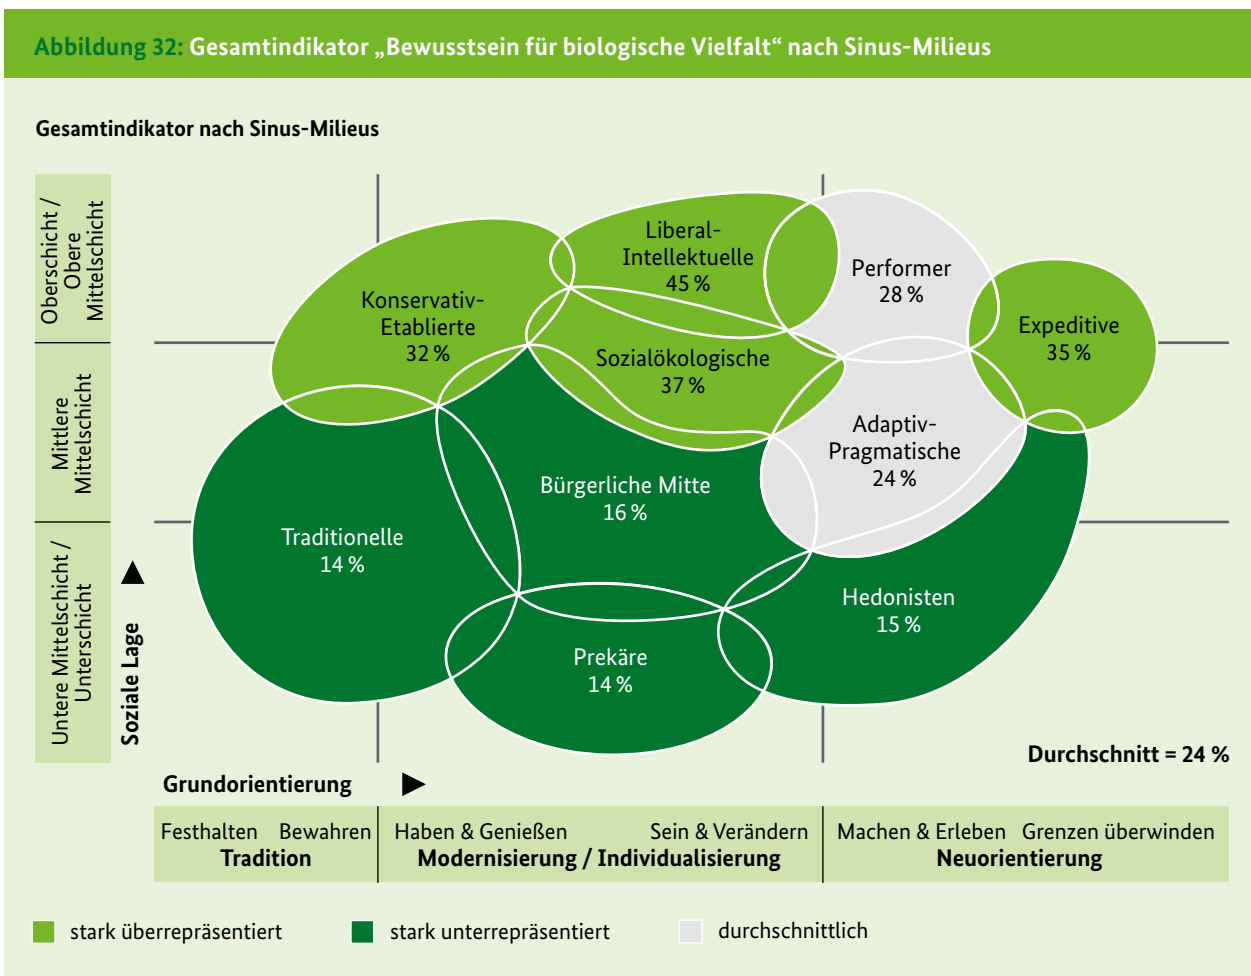 Abbildung 32: Gesamtindikator „Bewusstsein für biologische Vielfalt“ nach Sinus-Milieus
Gesamtindikator nach Sinus-Milieus
Oberschicht /
Obere
Mittelschicht
Mittlere
Mittelschicht
Untere Mittelschicht /
Unterschicht
Soziale Lage
Liberal-
Intellektuelle
45 %
Performer
28 %
Konservativ-
Etablierte
32 %
Expeditive
35 %
Sozialökologische
37 %
Adaptiv-
Pragmatische
24 %
Bürgerliche Mitte
16 %
Traditionelle
14 %
Hedonisten
15 %
Prekäre
14 %
Durchschnitt = 24 %
Grundorientierung
Festhalten Bewahren
Tradition
Haben & Genießen Sein & Verändern
Modernisierung / Individualisierung
Machen & Erleben Grenzen überwinden
Neuorientierung
stark überrepräsentiert
stark unterrepräsentiert
durchschnittlich